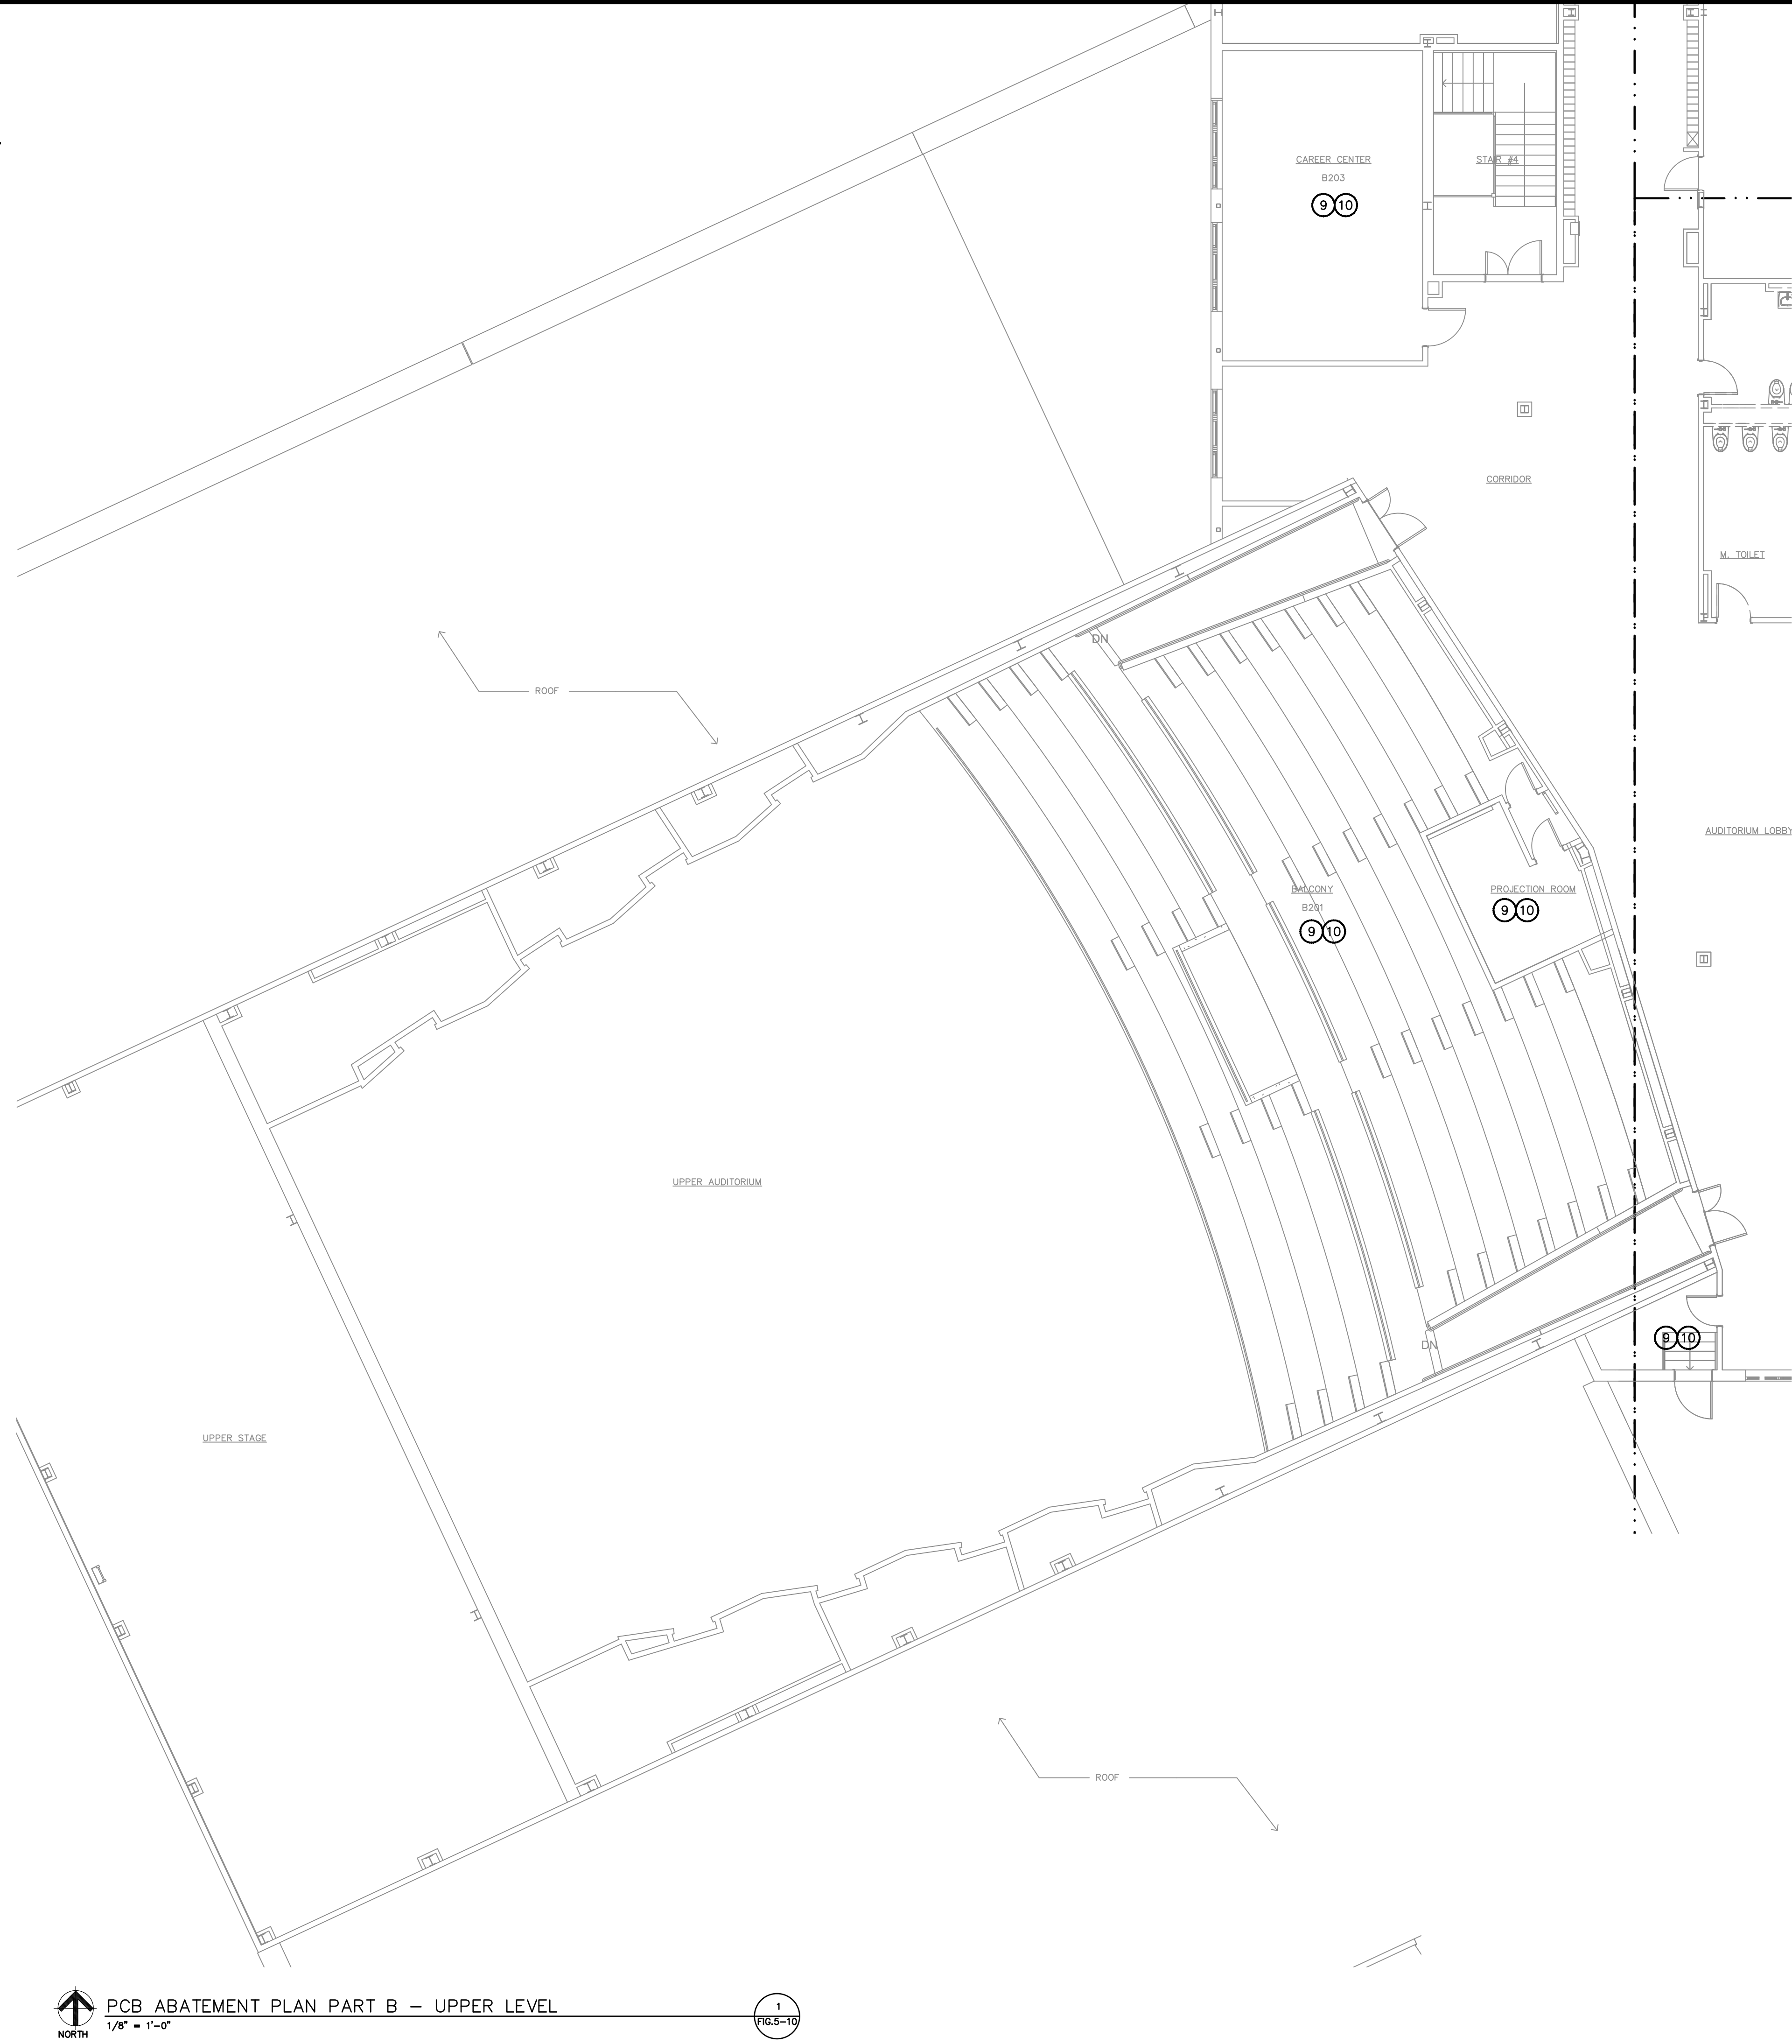 CAREER CENTER
B203
9 10
STAIR #4
CORRIDOR
M. TOILET
DN
ROOF
AUDITORIUM LOBBY
BALCONY
B201
9 10
PROJECTION ROOM
9 10
UPPER AUDITORIUM
9 10
DN
UPPER STAGE
ROOF
PCB ABATEMENT PLAN PART B – UPPER LEVEL
1/8" = 1'-0"
NORTH
1
FIG.5-10